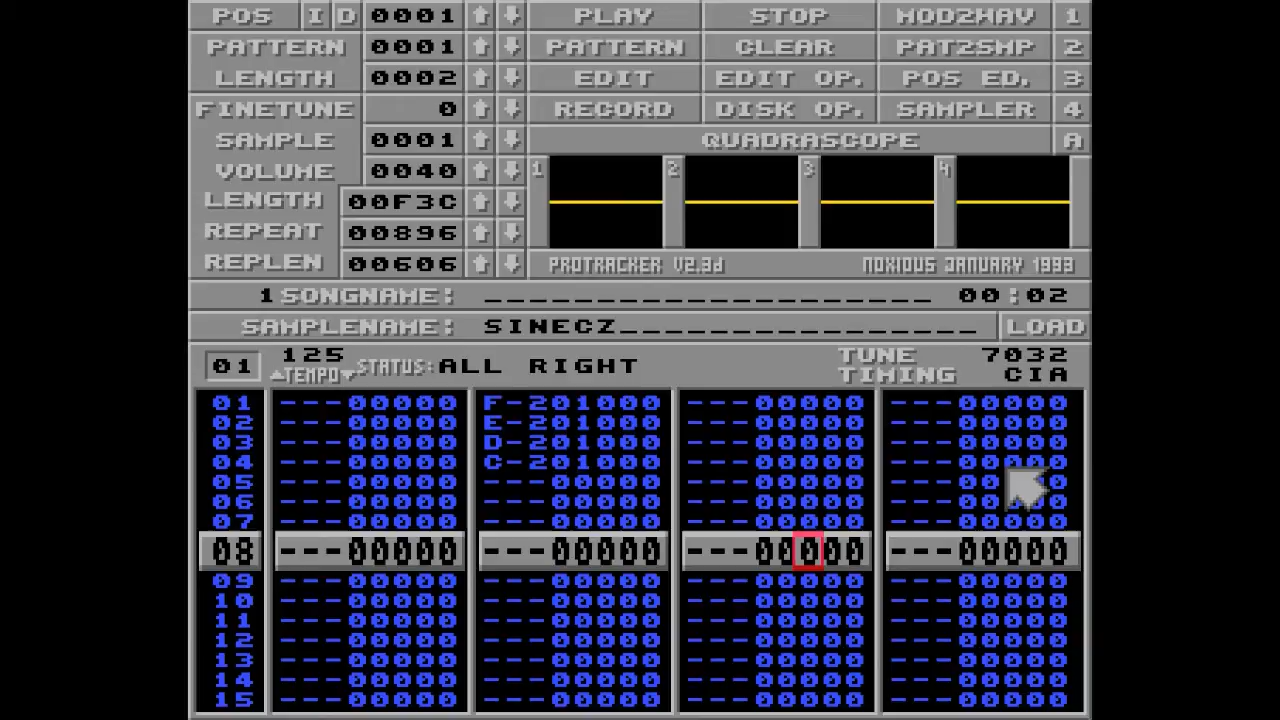 POS I D 0001 PLAY STOP MOD2WAV 1
PATTERN 0001 PATTERN CLEAR PAT2SMP 2
LENGTH 0002 EDIT EDIT OP. POS ED. 3
FINETUNE 0 RECORD DISK OP. SAMPLER 4
SAMPLE 0001 QUADRASCOPE A
VOLUME 0040 1 2 3 4
LENGTH 00F3C
REPEAT 00896
REPLEN 00606 PROTRACKER V2.3d NOXIOUS JANUARY 1993
1 SONGNAME: ____________________ 00:02
SAMPLENAME: SINECZ________________ LOAD
01 125 TEMPO STATUS: ALL RIGHT TUNE 7032
TIMING CIA
01 ---00000 F-201000 ---00000 ---00000
02 ---00000 E-201000 ---00000 ---00000
03 ---00000 D-201000 ---00000 ---00000
04 ---00000 C-201000 ---00000 ---00000
05 ---00000 ---00000 ---00000 ---00 0
06 ---00000 ---00000 ---00000 ---00 0
07 ---00000 ---00000 ---00000 ---00000
08 ---00000 ---00000 ---00000 ---00000
09 ---00000 ---00000 ---00000 ---00000
10 ---00000 ---00000 ---00000 ---00000
11 ---00000 ---00000 ---00000 ---00000
12 ---00000 ---00000 ---00000 ---00000
13 ---00000 ---00000 ---00000 ---00000
14 ---00000 ---00000 ---00000 ---00000
15 ---00000 ---00000 ---00000 ---00000